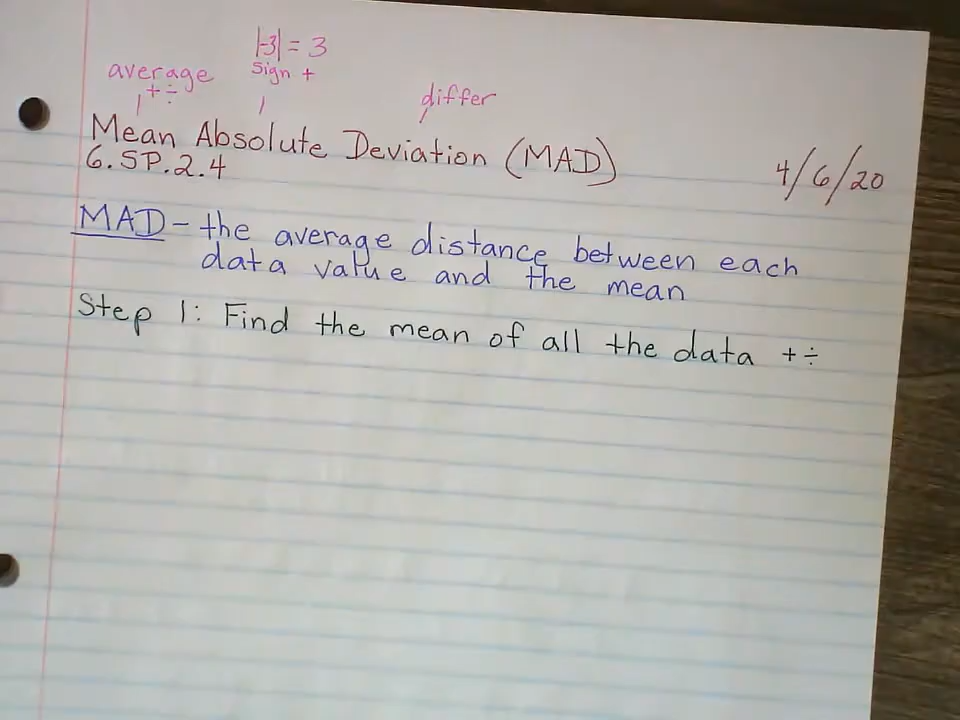 |-3| = 3
average sign +
+ ÷
differ
Mean Absolute Deviation (MAD)
6.SP.2.4 4/6/20
MAD - the average distance between each
data value and the mean
Step 1: Find the mean of all the data + ÷